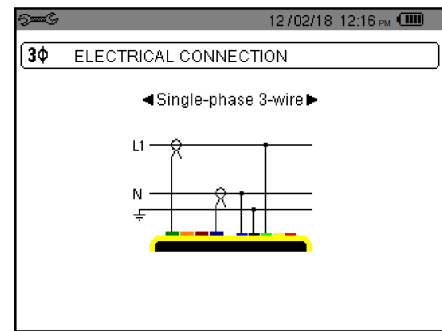 12/02/18 12:16 PM
3Φ ELECTRICAL CONNECTION
◄Single-phase 3-wire►
L1
N